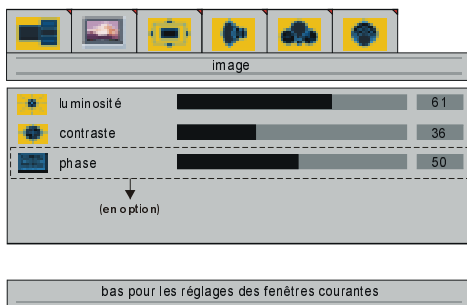 image
luminosité 61
contraste 36
phase 50
(en option)
bas pour les réglages des fenêtres courantes